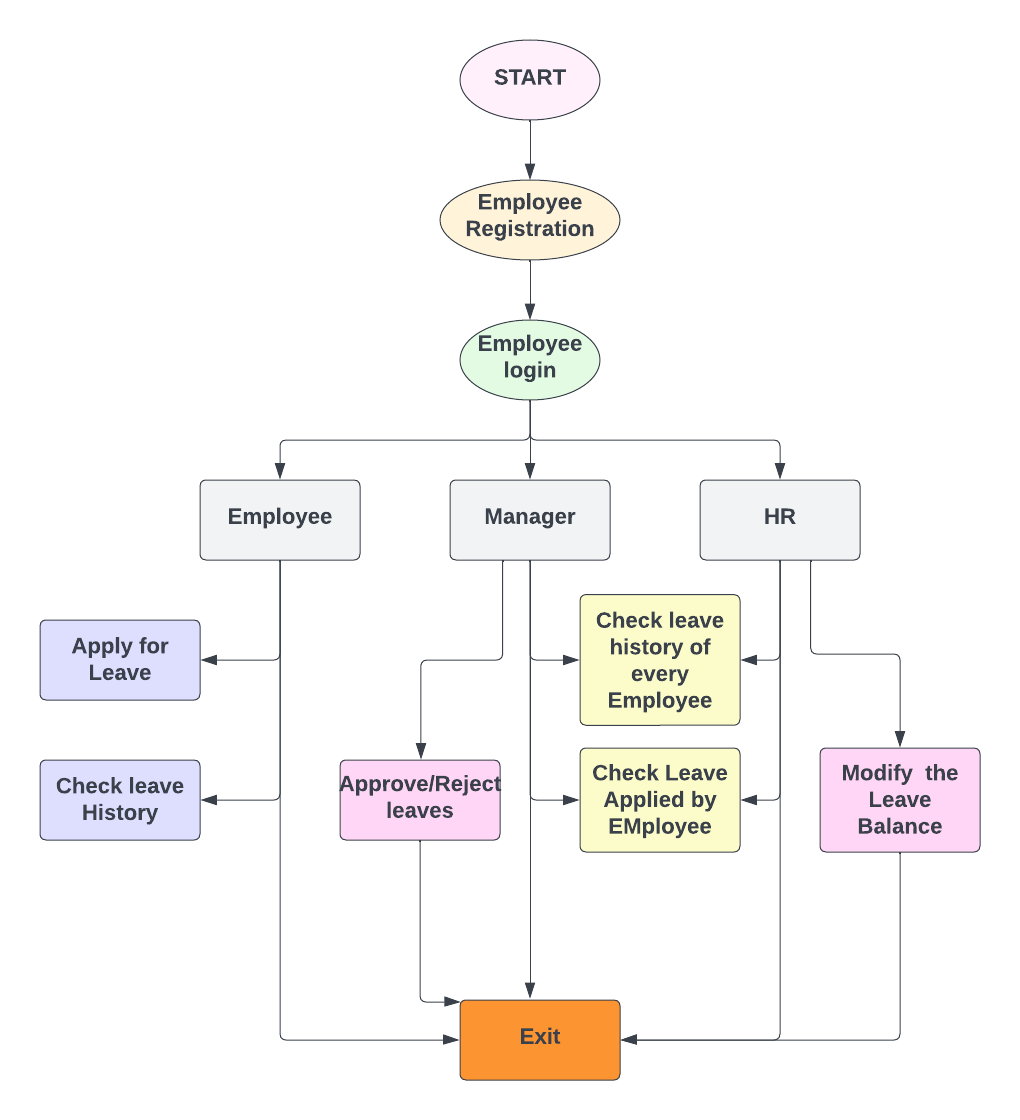 START
Employee
Registration
Employee
login
Employee
Manager
HR
Apply for
Leave
Check leave
history of
every
Employee
Check leave
History
Approve/Reject
leaves
Check Leave
Applied by
EMployee
Modify  the
Leave
Balance
Exit